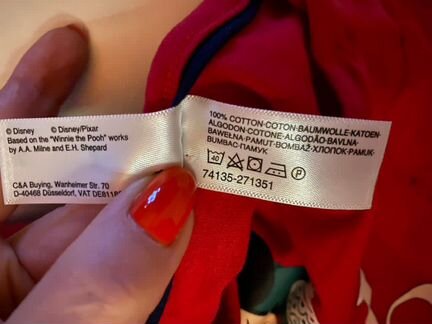 © Disney © Disney/Pixar
Based on the "Winnie the Pooh" works
by A.A. Milne and E.H. Shepard
C&A Buying, Wanheimer Str. 70
D-40468 Düsseldorf, VAT DE8118
100% COTTON·COTON·BAUMWOLLE·KATOEN·
ALGODON·COTONE·ALGODÃO·BAVLNA·
BAWEŁNA·PAMUT·BOMBAŽ·ХЛОПОК·PAMUK·
BUMBAC·ПАМУК·
40 P
74135-271351